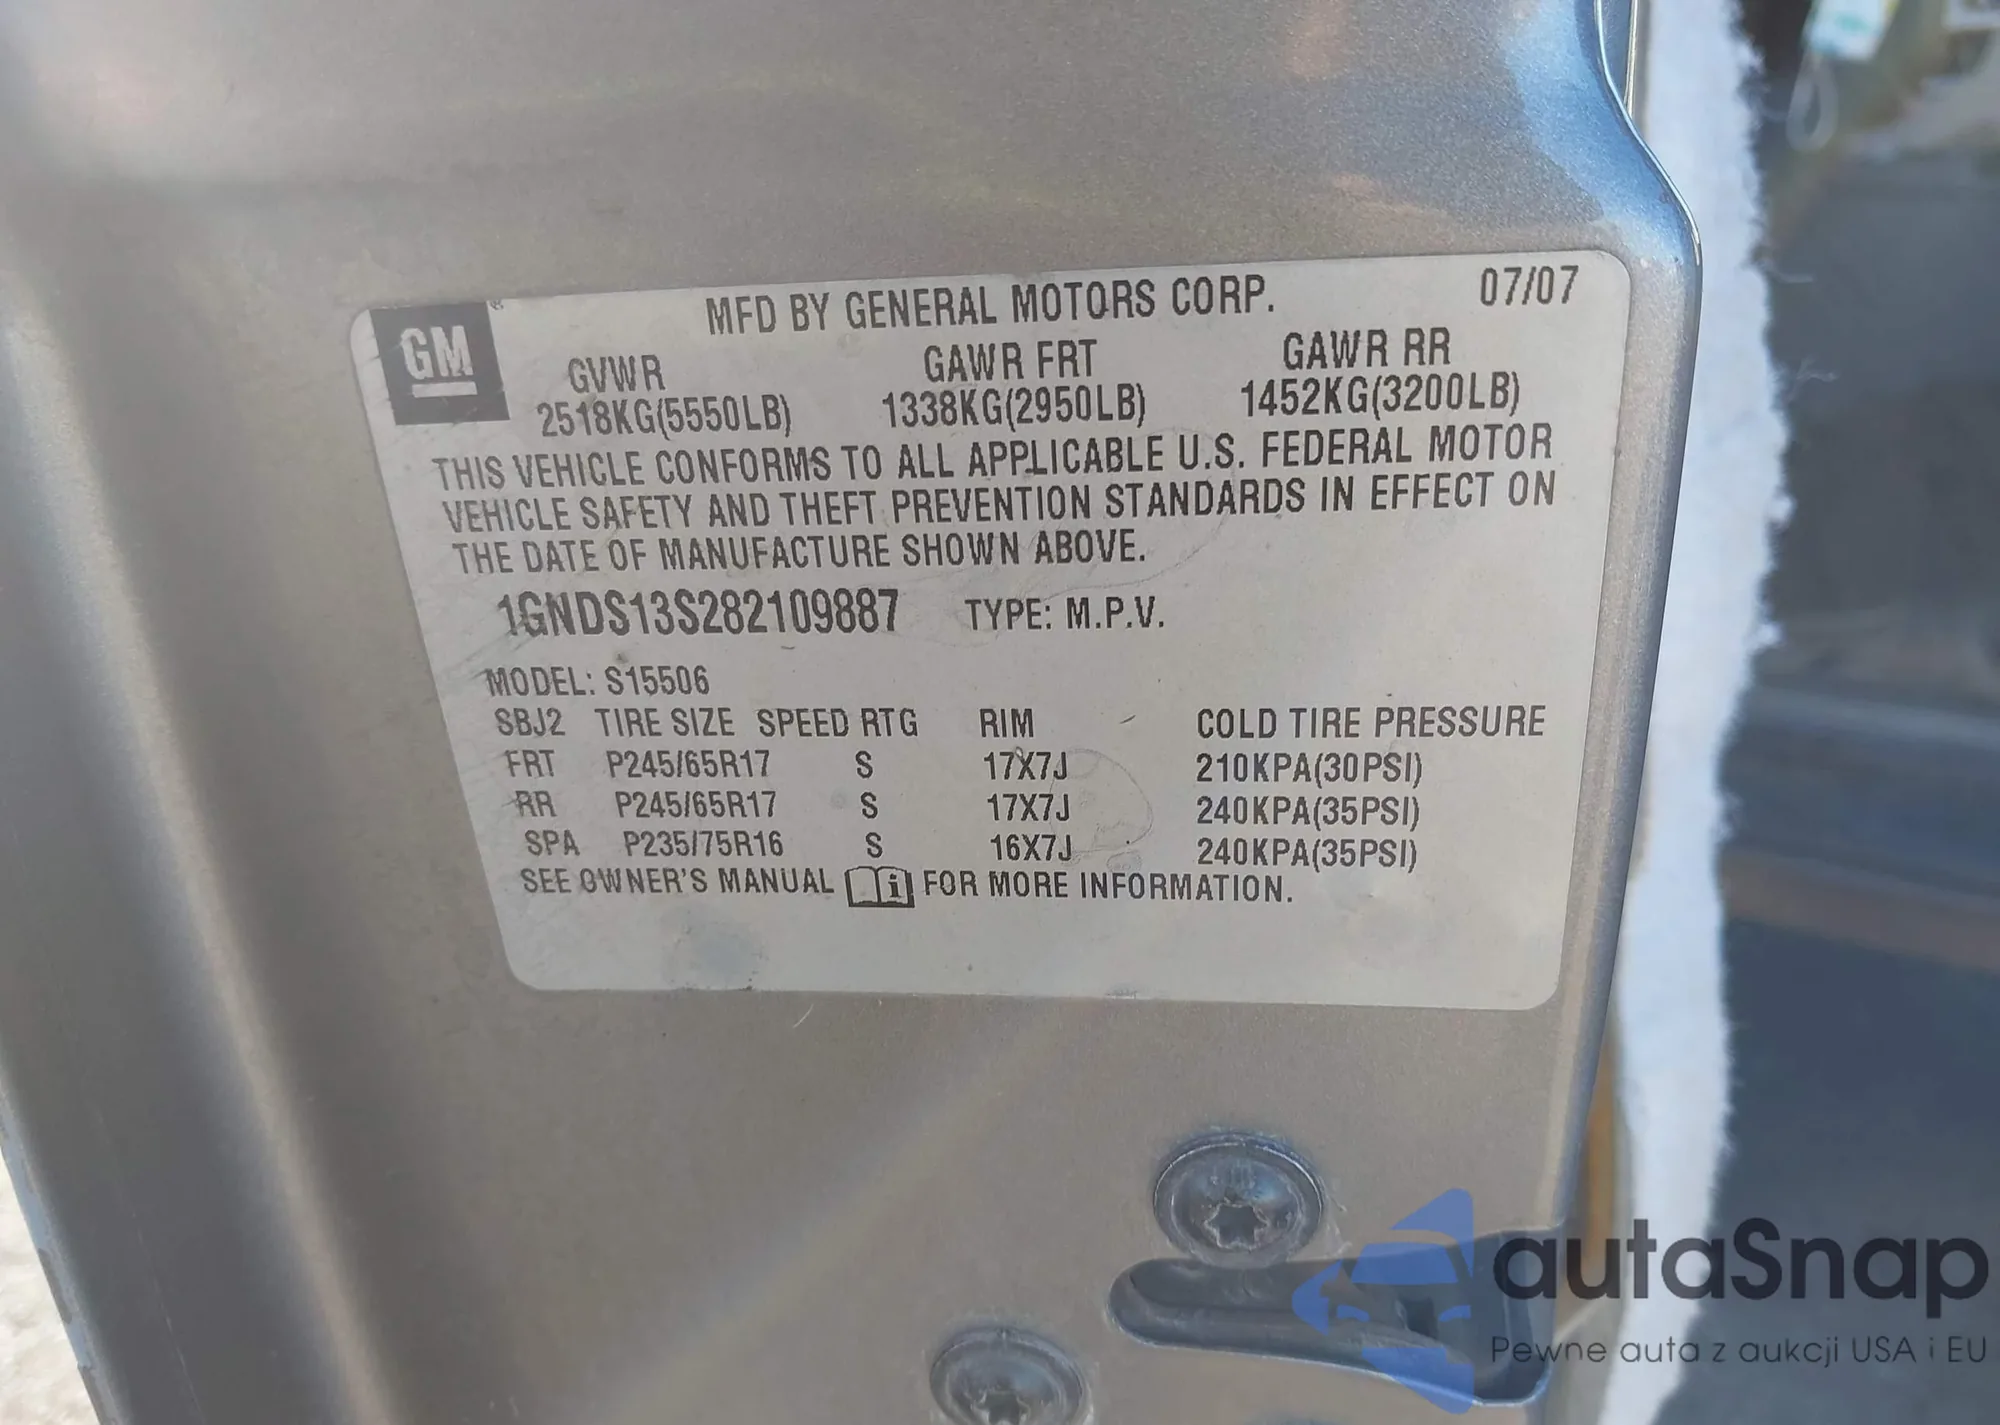 GM
MFD BY GENERAL MOTORS CORP. 07/07
GVWR GAWR FRT GAWR RR
2518KG(5550LB) 1338KG(2950LB) 1452KG(3200LB)
THIS VEHICLE CONFORMS TO ALL APPLICABLE U.S. FEDERAL MOTOR
VEHICLE SAFETY AND THEFT PREVENTION STANDARDS IN EFFECT ON
THE DATE OF MANUFACTURE SHOWN ABOVE.
1GNDS13S282109887 TYPE: M.P.V.
MODEL: S15506
SBJ2 TIRE SIZE SPEED RTG RIM COLD TIRE PRESSURE
FRT P245/65R17 S 17X7J 210KPA(30PSI)
RR P245/65R17 S 17X7J 240KPA(35PSI)
SPA P235/75R16 S 16X7J 240KPA(35PSI)
SEE OWNER'S MANUAL i FOR MORE INFORMATION.
autaSnap
Pewne auta z aukcji USA i EU